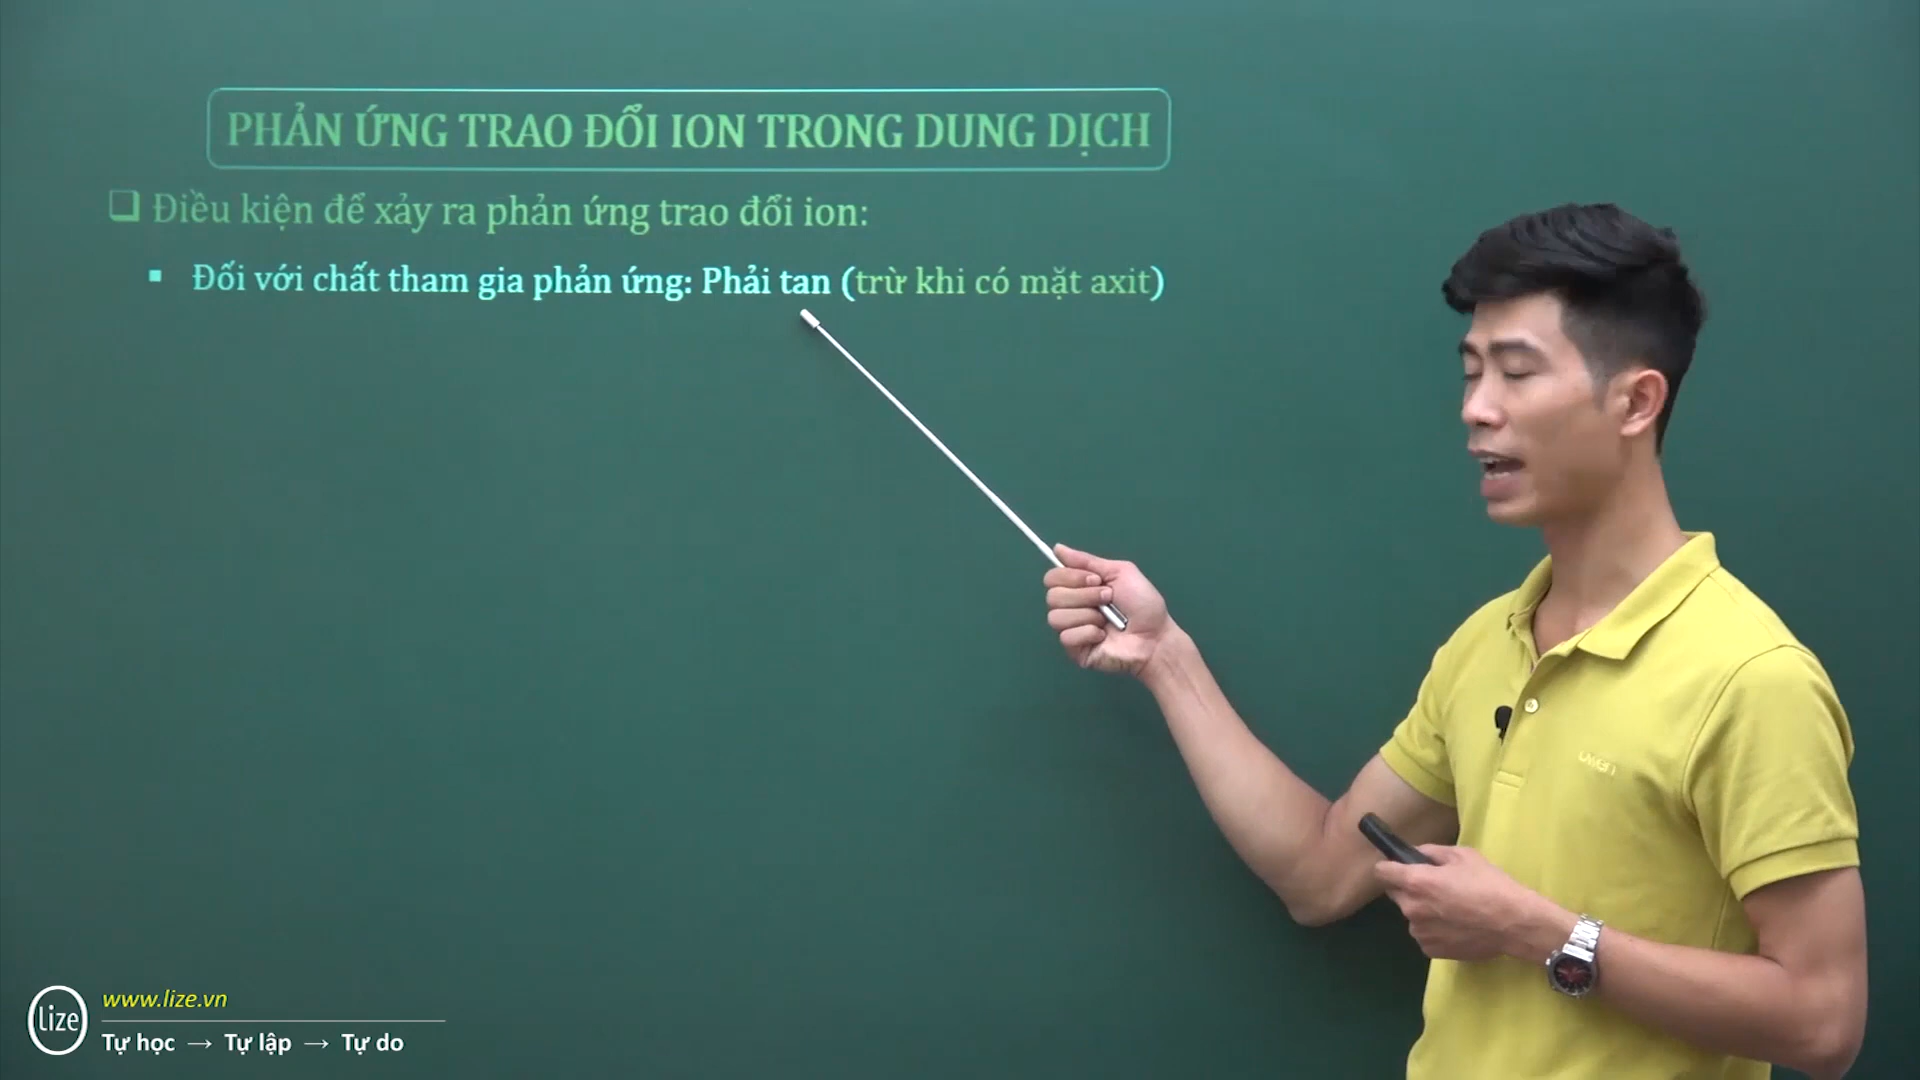 PHẢN ỨNG TRAO ĐỔI ION TRONG DUNG DỊCH
Điều kiện để xảy ra phản ứng trao đổi ion:
Đối với chất tham gia phản ứng: Phải tan (trừ khi có mặt axit)
owen
lize
www.lize.vn
Tự học → Tự lập → Tự do